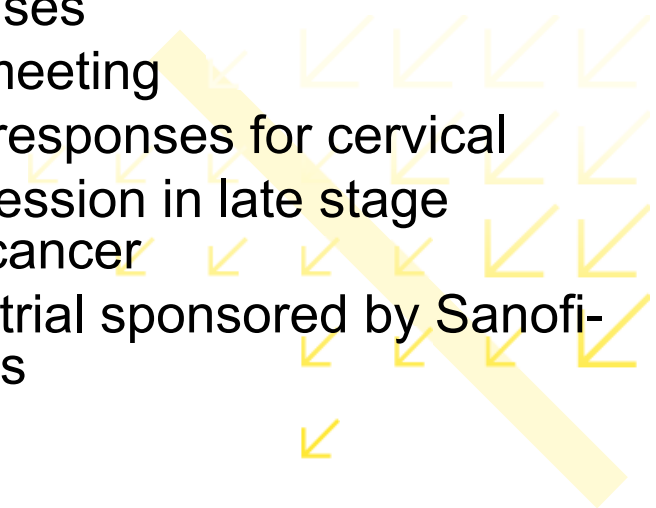 ses
neeting
responses for cervical
ession in late stage
cancer
trial sponsored by Sanofi-
s